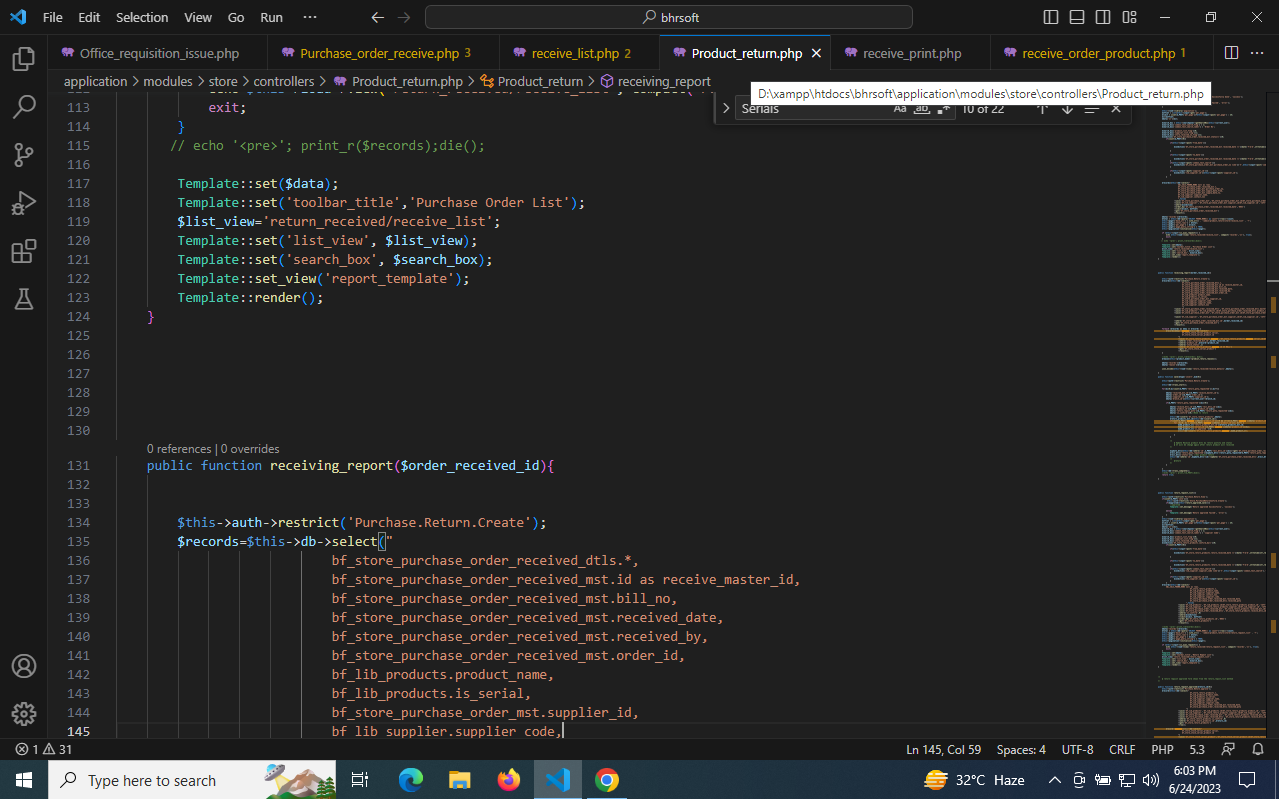 File Edit Selection View Go Run ··· bhrsoft
Office_requisition_issue.php Purchase_order_receive.php 3 receive_list.php 2 Product_return.php receive_print.php receive_order_product.php 1
application > modules > store > controllers > Product_return.php > Product_return > receiving_report
D:\xampp\htdocs\bhrsoft\application\modules\store\controllers\Product_return.php
Serials Aa ab 10 of 22
113 exit;
114 }
115 // echo '<pre>'; print_r($records);die();
116
117 Template::set($data);
118 Template::set('toolbar_title','Purchase Order List');
119 $list_view='return_received/receive_list';
120 Template::set('list_view', $list_view);
121 Template::set('search_box', $search_box);
122 Template::set_view('report_template');
123 Template::render();
124 }
125
126
127
128
129
130
0 references | 0 overrides
131 public function receiving_report($order_received_id){
132
133
134 $this->auth->restrict('Purchase.Return.Create');
135 $records=$this->db->select("
136 bf_store_purchase_order_received_dtls.*,
137 bf_store_purchase_order_received_mst.id as receive_master_id,
138 bf_store_purchase_order_received_mst.bill_no,
139 bf_store_purchase_order_received_mst.received_date,
140 bf_store_purchase_order_received_mst.received_by,
141 bf_store_purchase_order_received_mst.order_id,
142 bf_lib_products.product_name,
143 bf_lib_products.is_serial,
144 bf_store_purchase_order_mst.supplier_id,
145 bf_lib_supplier.supplier_code,
1 31 Ln 145, Col 59 Spaces: 4 UTF-8 CRLF PHP 5.3
Type here to search 32°C Haze 6:03 PM
6/24/2023